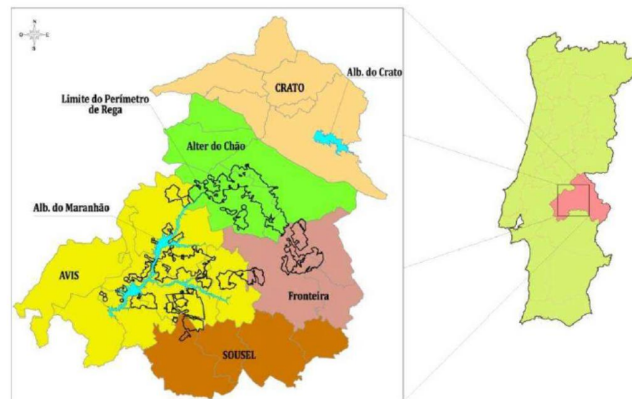 Alb. do Crato
CRATO
Limite do Perímetro
de Rega
Alter do Chão
Alb. do Maranhão
AVIS
Fronteira
SOUSEL